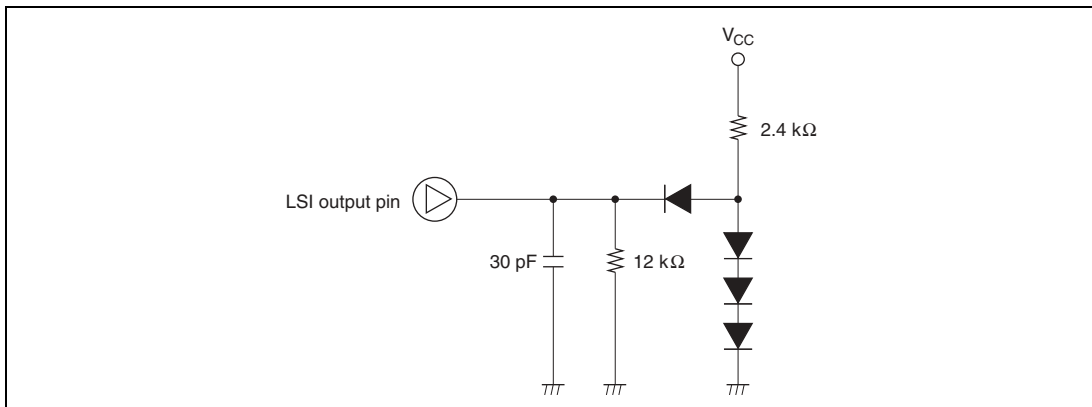 V_CC
2.4 kΩ
LSI output pin
30 pF
12 kΩ